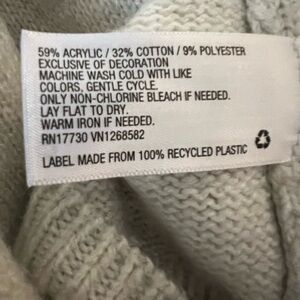 59% ACRYLIC / 32% COTTON / 9% POLYESTER
EXCLUSIVE OF DECORATION
MACHINE WASH COLD WITH LIKE
COLORS, GENTLE CYCLE.
ONLY NON-CHLORINE BLEACH IF NEEDED.
LAY FLAT TO DRY.
WARM IRON IF NEEDED.
RN17730 VN1268582
LABEL MADE FROM 100% RECYCLED PLASTIC